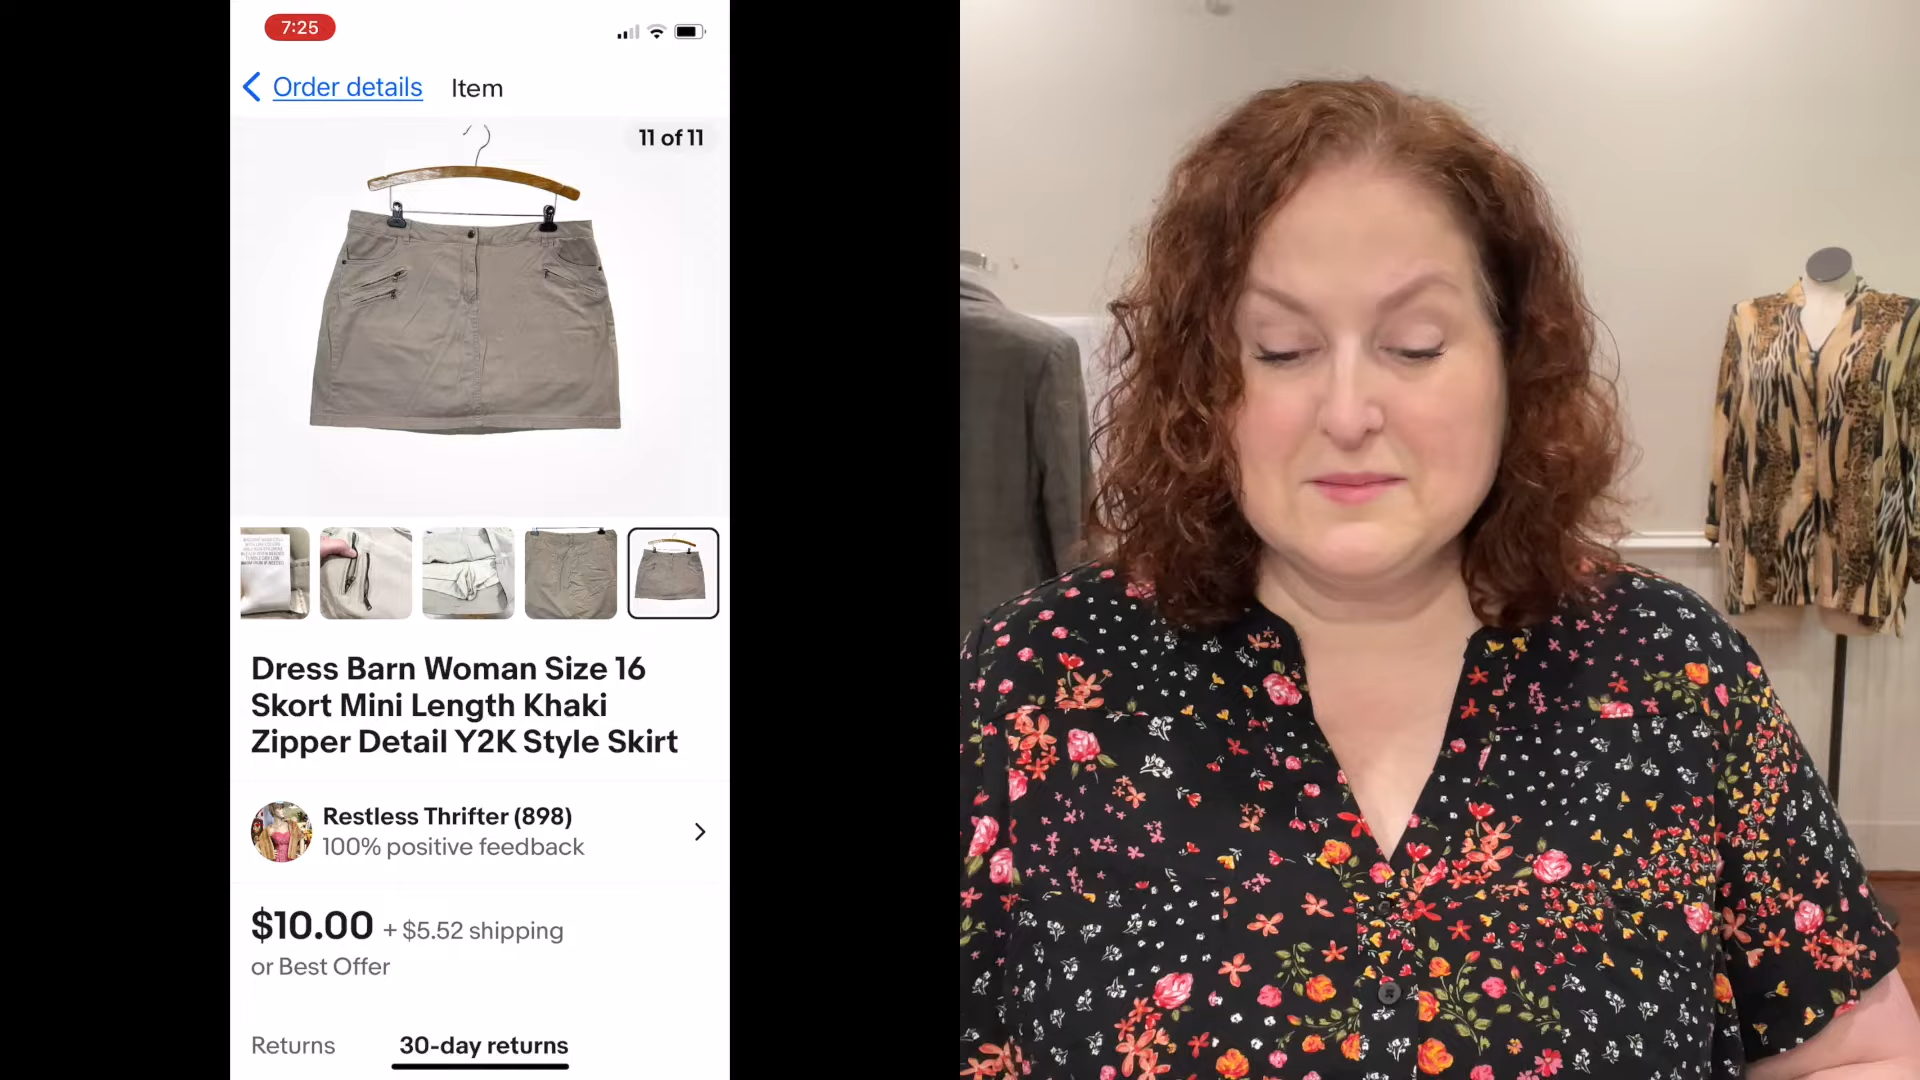 7:25
Order details Item
11 of 11
Dress Barn Woman Size 16
Skort Mini Length Khaki
Zipper Detail Y2K Style Skirt
Restless Thrifter (898)
100% positive feedback
$10.00 + $5.52 shipping
or Best Offer
Returns 30-day returns